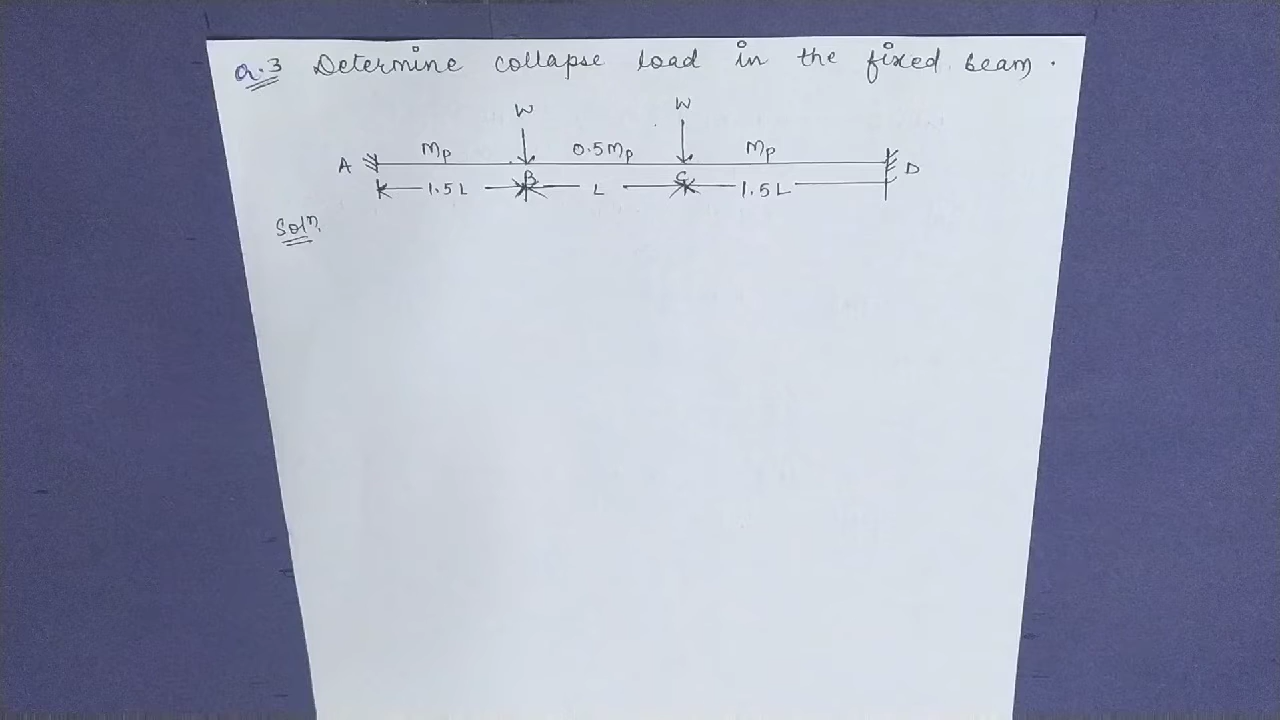 Q.3 Determine collapse load in the fixed beam.
W W
A Mp 0.5Mp Mp D
B C
1.5L L 1.5L
Solⁿ.